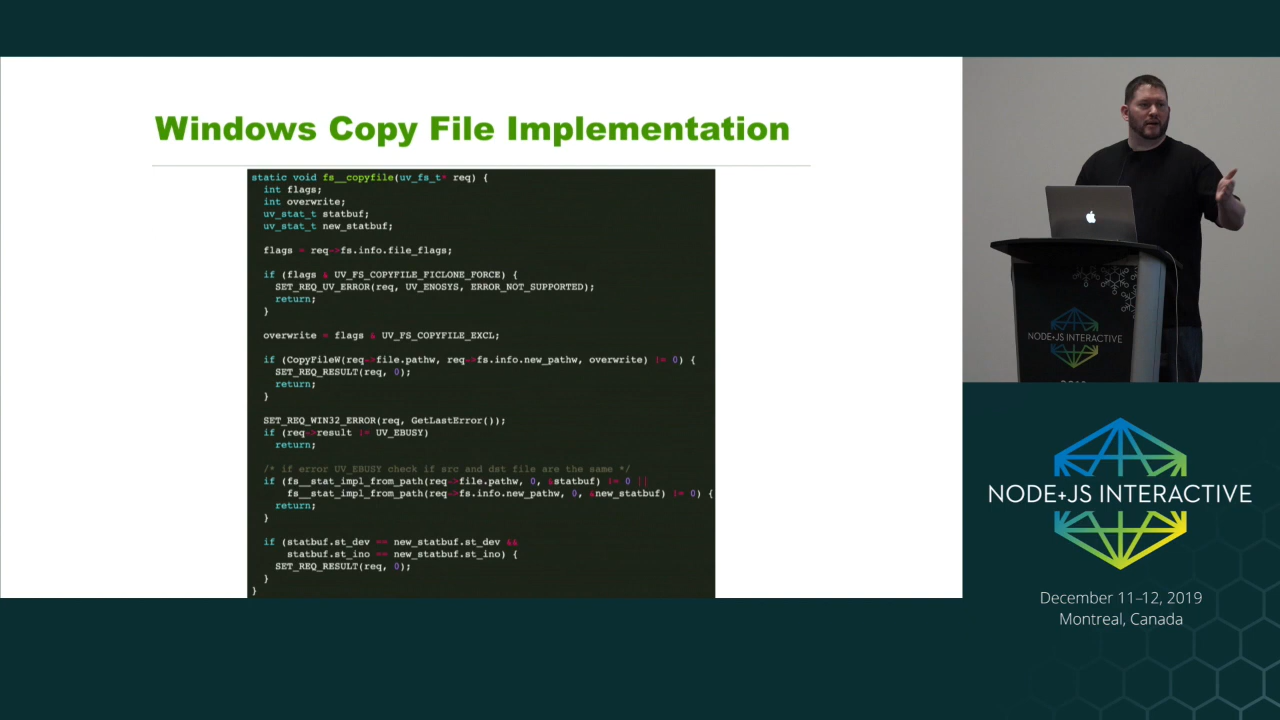 Windows Copy File Implementation
static void fs__copyfile(uv_fs_t* req) {
int flags;
int overwrite;
uv_stat_t statbuf;
uv_stat_t new_statbuf;
flags = req->fs.info.file_flags;
if (flags & UV_FS_COPYFILE_FICLONE_FORCE) {
SET_REQ_UV_ERROR(req, UV_ENOSYS, ERROR_NOT_SUPPORTED);
return;
}
overwrite = flags & UV_FS_COPYFILE_EXCL;
if (CopyFileW(req->file.pathw, req->fs.info.new_pathw, overwrite) != 0) {
SET_REQ_RESULT(req, 0);
return;
}
SET_REQ_WIN32_ERROR(req, GetLastError());
if (req->result != UV_EBUSY)
return;
/* if error UV_EBUSY check if src and dst file are the same */
if (fs__stat_impl_from_path(req->file.pathw, 0, &statbuf) != 0 ||
fs__stat_impl_from_path(req->fs.info.new_pathw, 0, &new_statbuf) != 0) {
return;
}
if (statbuf.st_dev == new_statbuf.st_dev &&
statbuf.st_ino == new_statbuf.st_ino) {
SET_REQ_RESULT(req, 0);
}
}
NODE+JS INTERACTIVE
NODE+JS INTERACTIVE
December 11–12, 2019
Montreal, Canada